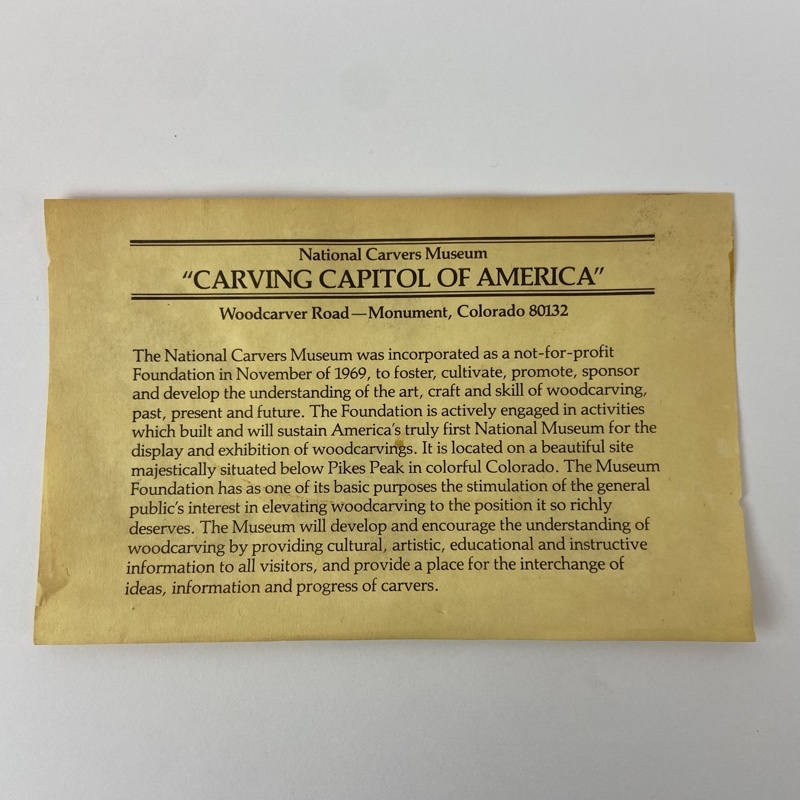 National Carvers Museum
“CARVING CAPITOL OF AMERICA”
Woodcarver Road—Monument, Colorado 80132
The National Carvers Museum was incorporated as a not-for-profit
Foundation in November of 1969, to foster, cultivate, promote, sponsor
and develop the understanding of the art, craft and skill of woodcarving,
past, present and future. The Foundation is actively engaged in activities
which built and will sustain America's truly first National Museum for the
display and exhibition of woodcarvings. It is located on a beautiful site
majestically situated below Pikes Peak in colorful Colorado. The Museum
Foundation has as one of its basic purposes the stimulation of the general
public's interest in elevating woodcarving to the position it so richly
deserves. The Museum will develop and encourage the understanding of
woodcarving by providing cultural, artistic, educational and instructive
information to all visitors, and provide a place for the interchange of
ideas, information and progress of carvers.